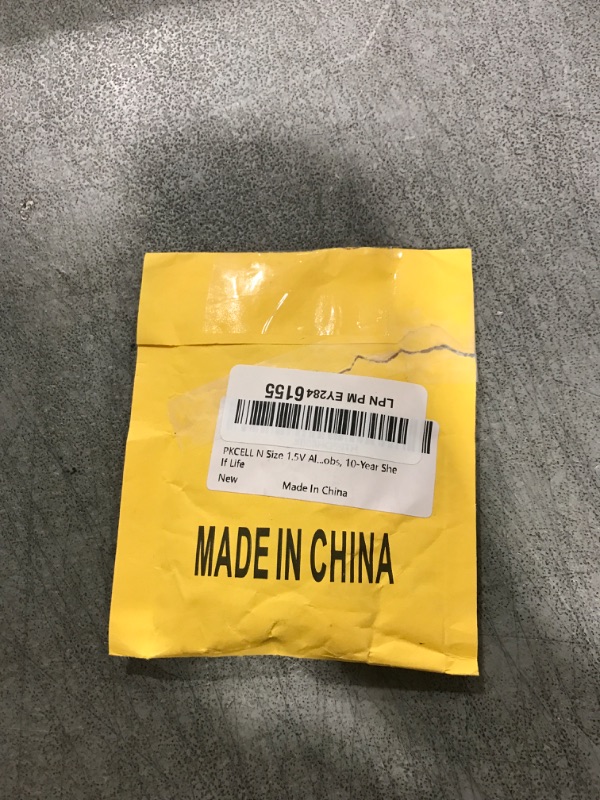 LPN PM EY2846155
PKCELL N Size 1.5V Al...obs, 10-Year She
lf Life
New Made In China
MADE IN CHINA